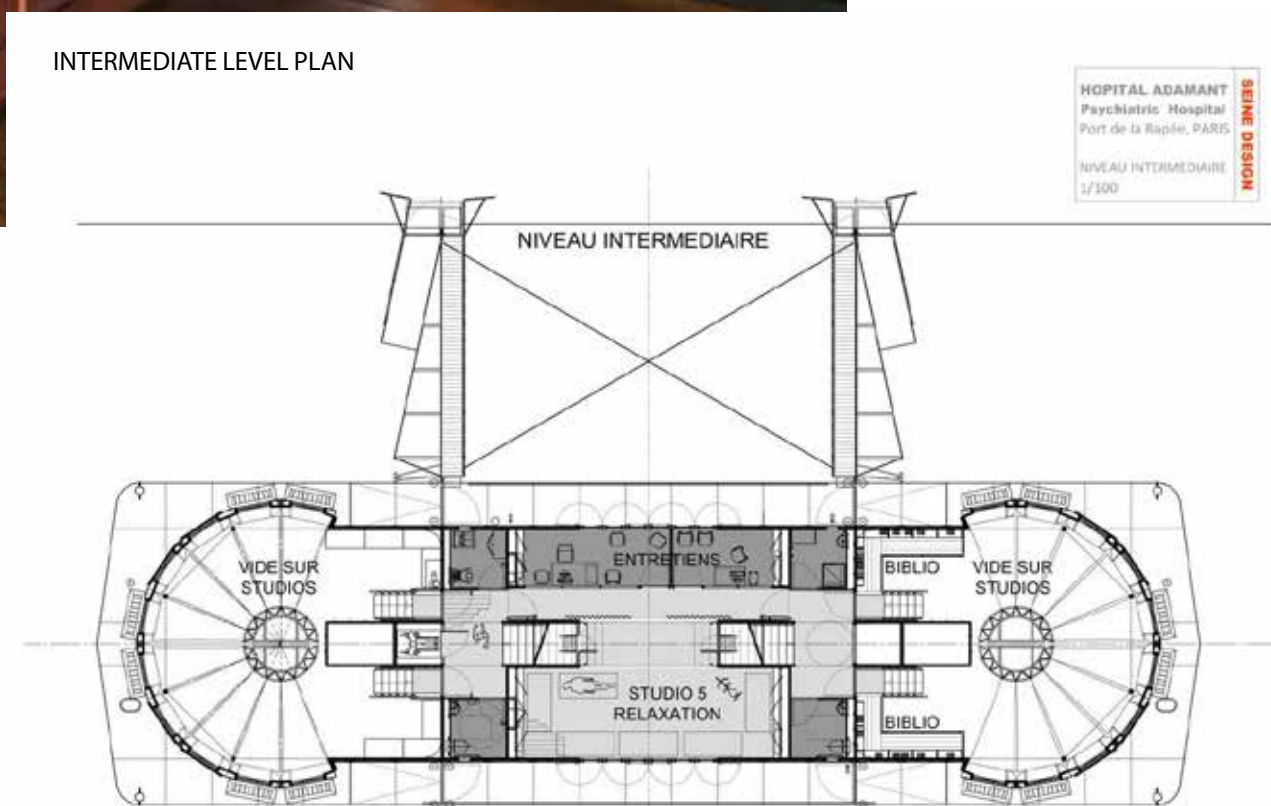 INTERMEDIATE LEVEL PLAN
HOPITAL ADAMANT
Psychiatric Hospital
Port de la Rapée, PARIS
NIVEAU INTERMEDIAIRE
1/100
SEINE DESIGN
NIVEAU INTERMEDIAIRE
VIDE SUR
STUDIOS
ENTRETIENS
BIBLIO
VIDE SUR
STUDIOS
STUDIO 5
RELAXATION
BIBLIO